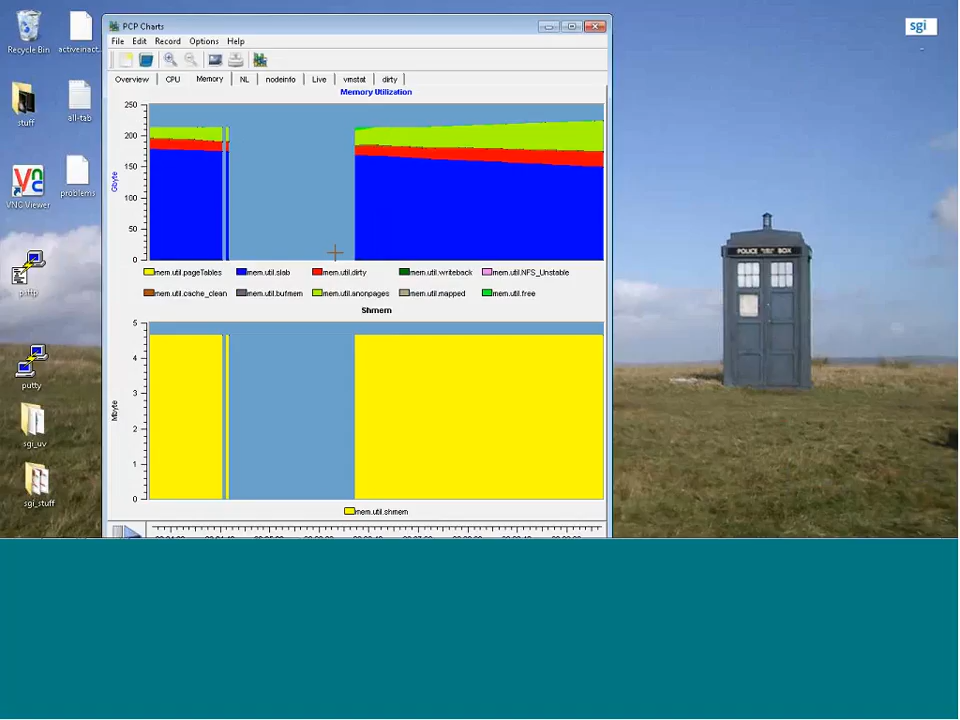 PCP Charts
File Edit Record Options Help
Overview CPU Memory NL nodeinfo Live vmstat dirty
Memory Utilization
250
200
150
100
50
0
Gbyte
mem.util.pageTables mem.util.slab mem.util.dirty mem.util.writeback mem.util.NFS_Unstable
mem.util.cache_clean mem.util.bufmem mem.util.anonpages mem.util.mapped mem.util.free
Shmem
5
4
3
2
1
0
Mbyte
mem.util.shmem
Recycle Bin
activeinact...
stuff
all-tab
VNC Viewer
problems
psftp
putty
sgi_uv
sgi_stuff
sgi
POLICE BOX